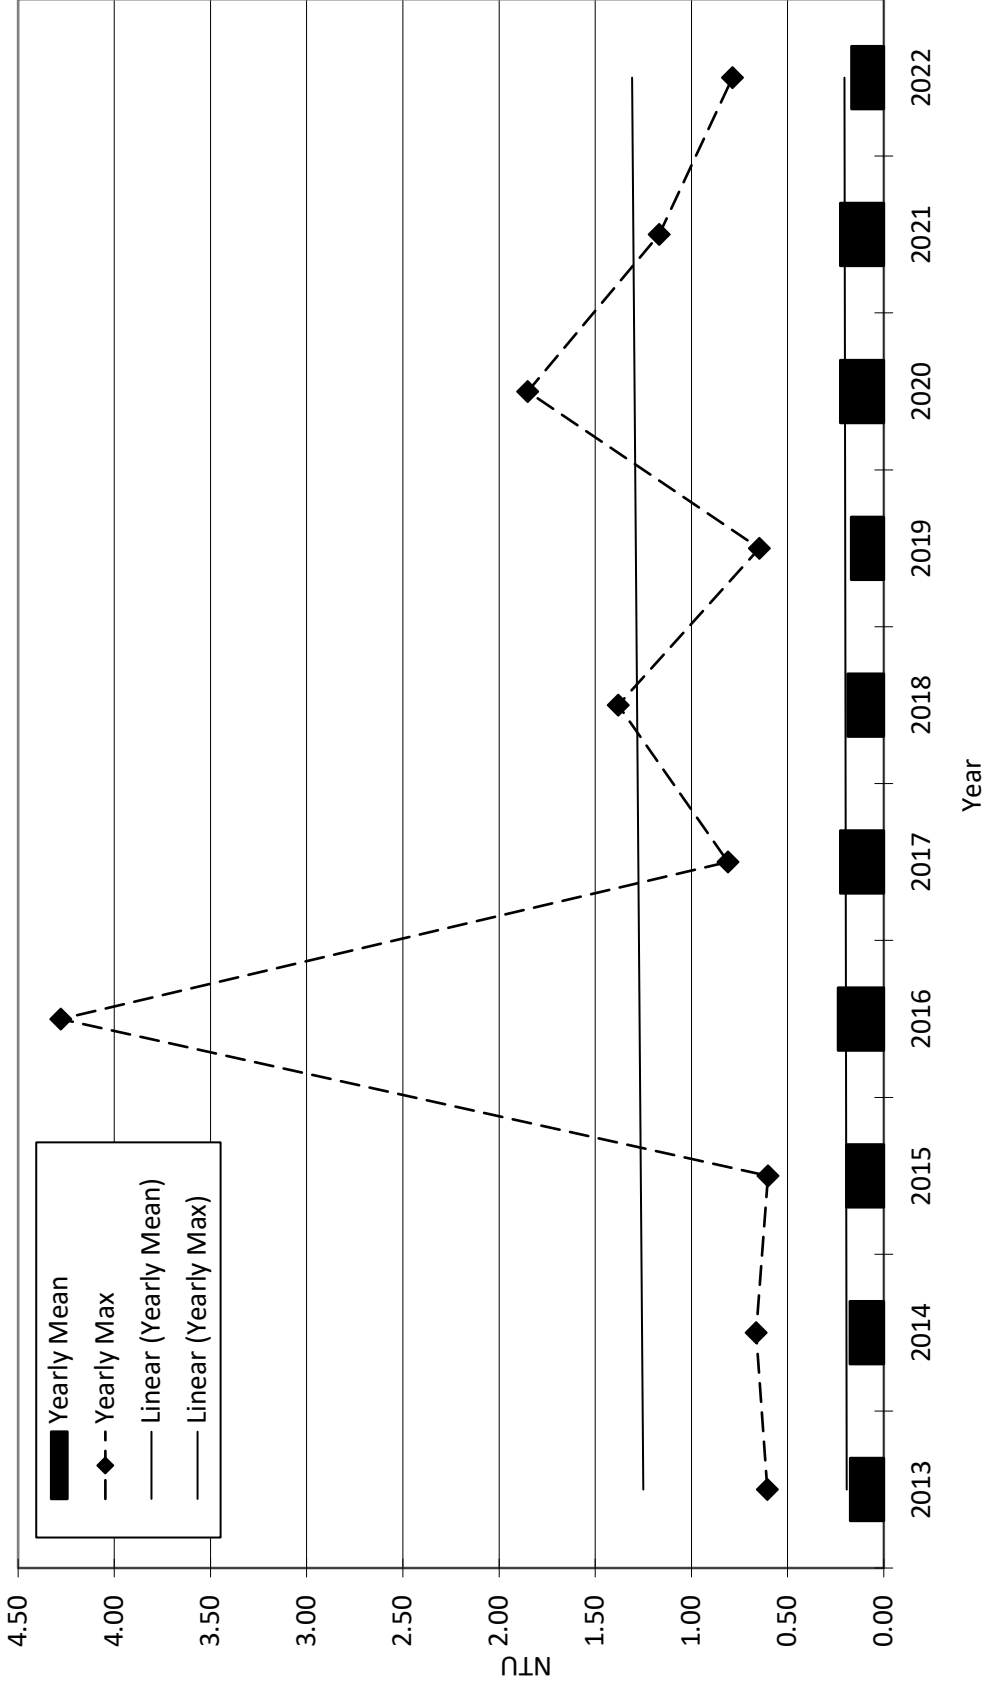 Yearly Mean
Yearly Max
Linear (Yearly Mean)
Linear (Yearly Max)
4.50
4.00
3.50
3.00
2.50
2.00
1.50
1.00
0.50
0.00
NTU
2013 2014 2015 2016 2017 2018 2019 2020 2021 2022
Year